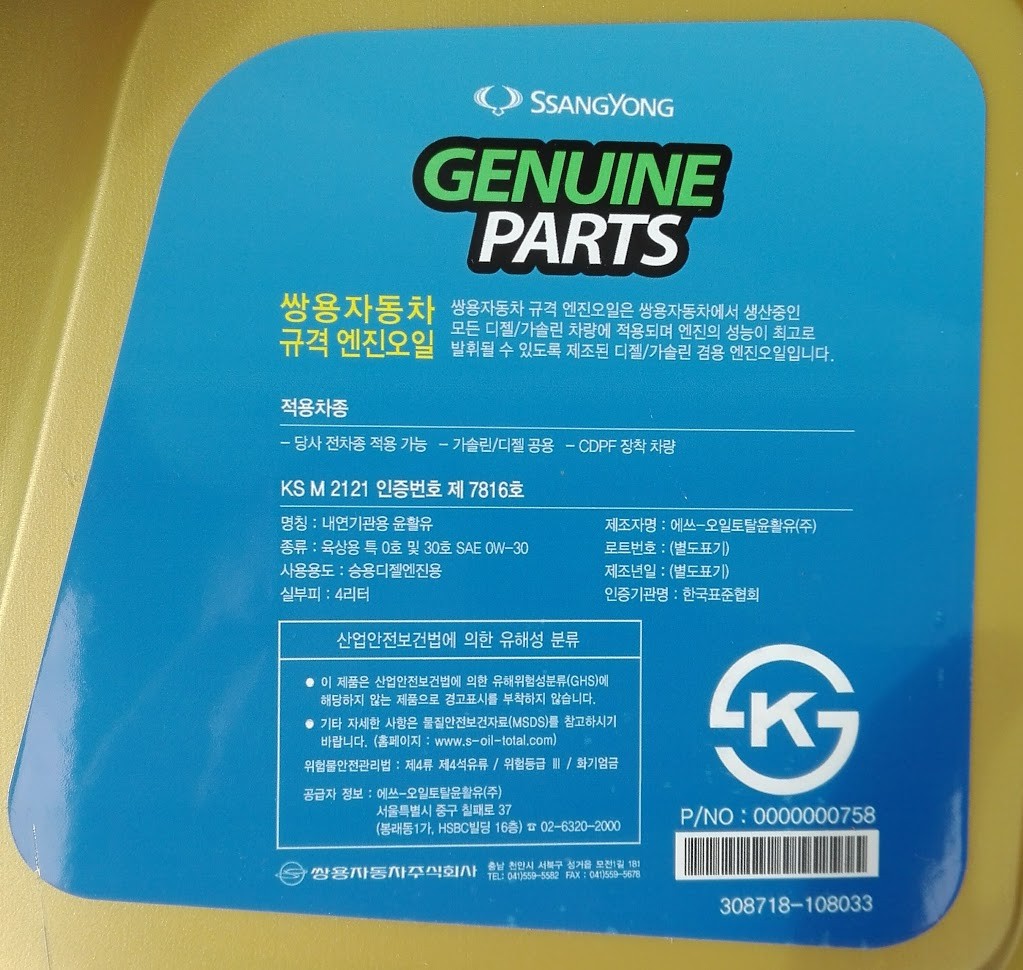 SSANGYONG
GENUINE
PARTS
쌍용자동차
규격 엔진오일
쌍용자동차 규격 엔진오일은 쌍용자동차에서 생산중인
모든 디젤/가솔린 차량에 적용되며 엔진의 성능이 최고로
발휘될 수 있도록 제조된 디젤/가솔린 겸용 엔진오일입니다.
적용차종
– 당사 전차종 적용 가능 – 가솔린/디젤 공용 – CDPF 장착 차량
KS M 2121 인증번호 제 7816호
명칭 : 내연기관용 윤활유
종류 : 육상용 특 0호 및 30호 SAE 0W-30
사용용도 : 승용디젤엔진용
실부피 : 4리터
제조자명 : 에쓰-오일토탈윤활유(주)
로트번호 : (별도표기)
제조년일 : (별도표기)
인증기관명 : 한국표준협회
산업안전보건법에 의한 유해성 분류
● 이 제품은 산업안전보건법에 의한 유해위험성분류(GHS)에
해당하지 않는 제품으로 경고표시를 부착하지 않습니다.
● 기타 자세한 사항은 물질안전보건자료(MSDS)를 참고하시기
바랍니다. (홈페이지 : www.s-oil-total.com)
위험물안전관리법 : 제4류 제4석유류 / 위험등급 III / 화기엄금
공급자 정보 : 에쓰-오일토탈윤활유(주)
서울특별시 중구 칠패로 37
(봉래동1가, HSBC빌딩 16층) ☎ 02-6320-2000
K
P/NO : 0000000758
308718-108033
쌍용자동차주식회사
충남 천안시 서북구 성거읍 모전1길 181
TEL: 041)559-5582 FAX : 041)559-5678